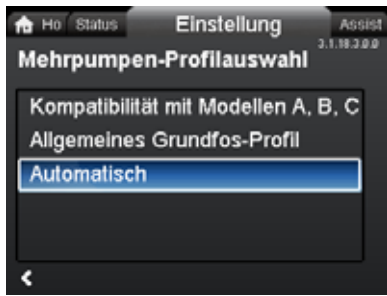 Ho Status Einstellung Assist
3.1.18.3.0.0
Mehrpumpen-Profilauswahl
Kompatibilität mit Modellen A, B, C
Allgemeines Grundfos-Profil
Automatisch